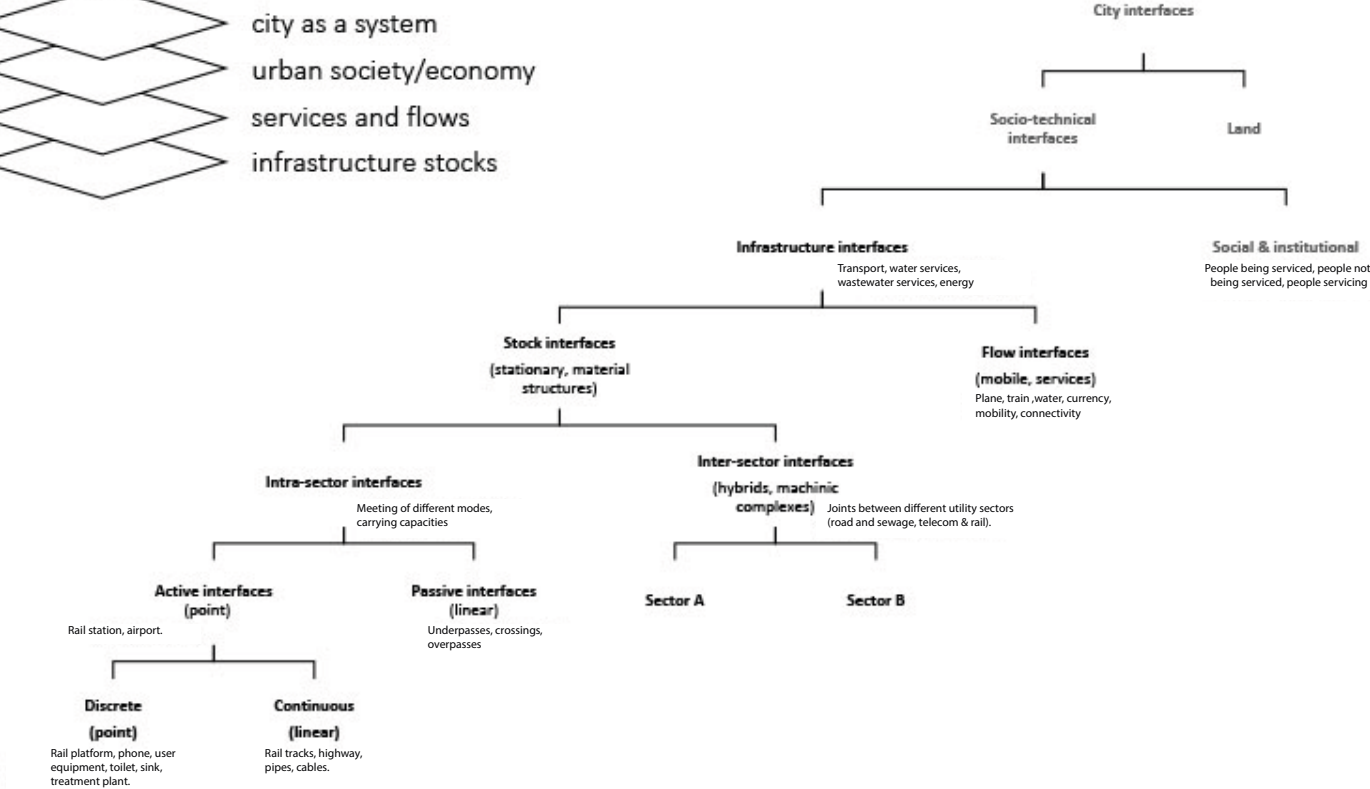 city as a system
urban society/economy
services and flows
infrastructure stocks
City interfaces
Socio-technical
interfaces
Land
Infrastructure interfaces
Transport, water services,
wastewater services, energy
Social & institutional
People being serviced, people not
being serviced, people servicing
Stock interfaces
(stationary, material
structures)
Flow interfaces
(mobile, services)
Plane, train ,water, currency,
mobility, connectivity
Intra-sector interfaces
Meeting of different modes,
carrying capacities
Inter-sector interfaces
(hybrids, machinic
complexes)
Joints between different utility sectors
(road and sewage, telecom & rail).
Active interfaces
(point)
Rail station, airport.
Passive interfaces
(linear)
Underpasses, crossings,
overpasses
Sector A
Sector B
Discrete
(point)
Rail platform, phone, user
equipment, toilet, sink,
treatment plant.
Continuous
(linear)
Rail tracks, highway,
pipes, cables.